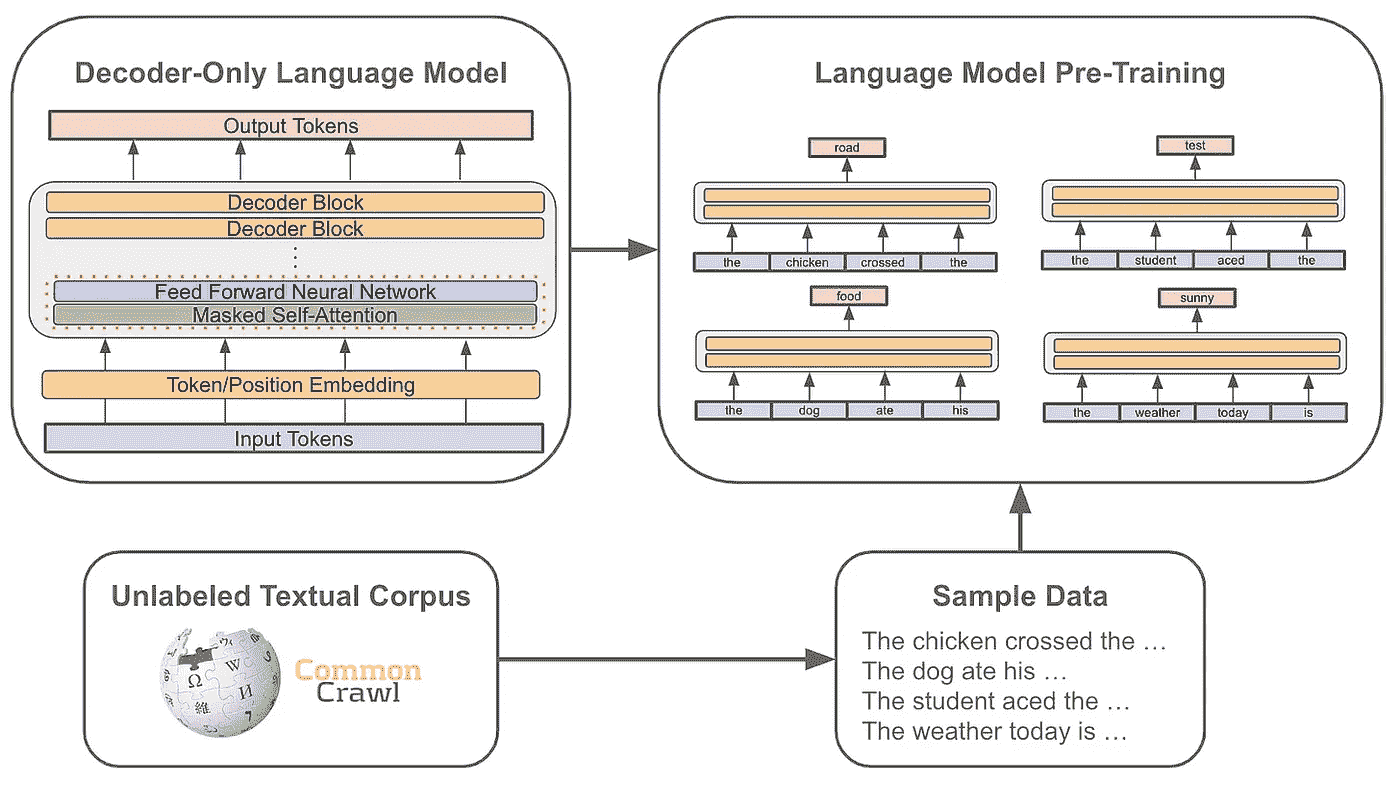 Decoder-Only Language Model
Output Tokens
Decoder Block
Decoder Block
Feed Forward Neural Network
Masked Self-Attention
Token/Position Embedding
Input Tokens
Language Model Pre-Training
road
the chicken crossed the
test
the student aced the
food
the dog ate his
sunny
the weather today is
Unlabeled Textual Corpus
Ω
W
И
維
Common
Crawl
Sample Data
The chicken crossed the …
The dog ate his …
The student aced the …
The weather today is …